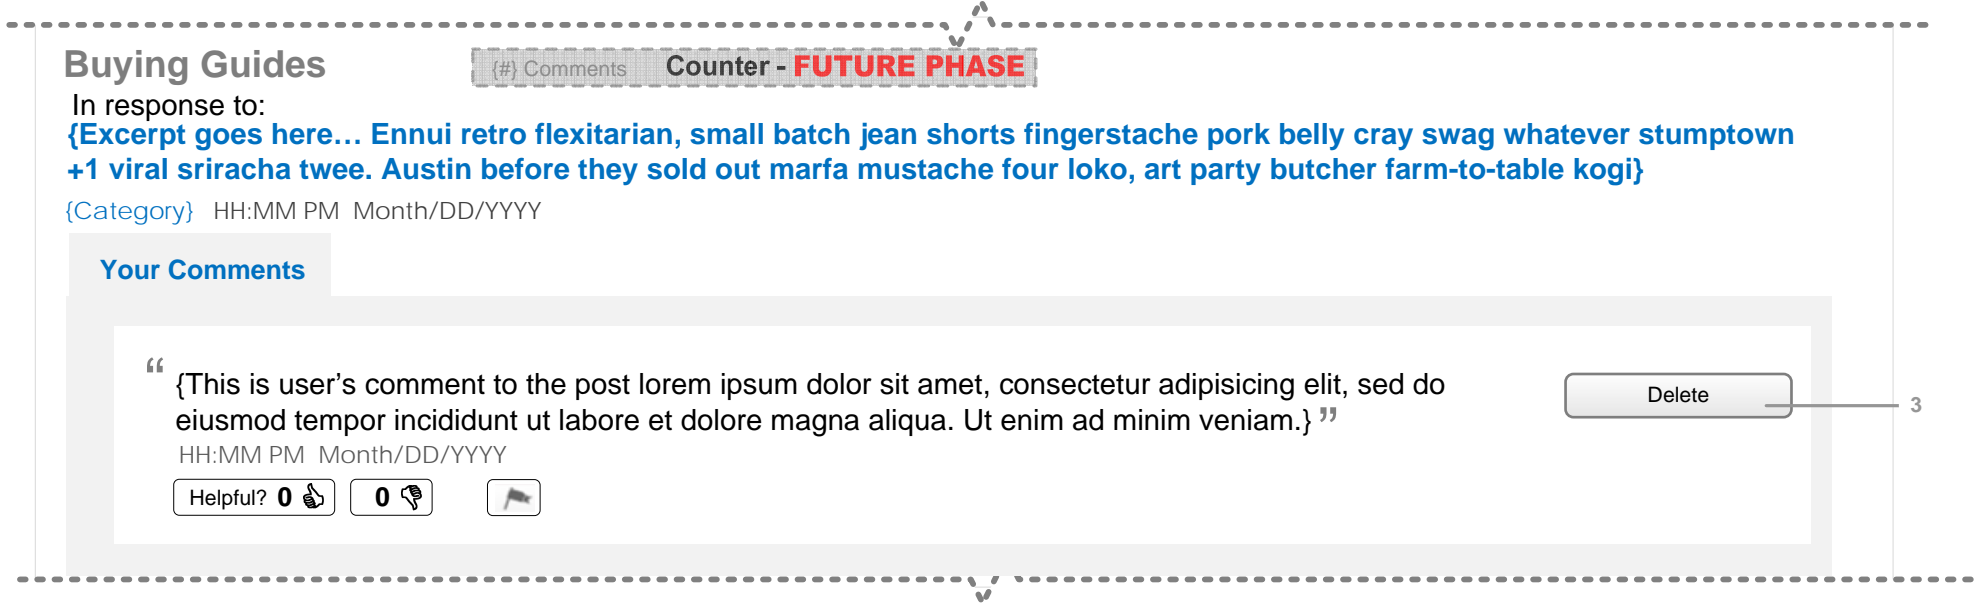 Buying Guides
{#} Comments Counter - FUTURE PHASE
In response to:
{Excerpt goes here… Ennui retro flexitarian, small batch jean shorts fingerstache pork belly cray swag whatever stumptown
+1 viral sriracha twee. Austin before they sold out marfa mustache four loko, art party butcher farm-to-table kogi}
{Category} HH:MM PM Month/DD/YYYY
Your Comments
“ {This is user’s comment to the post lorem ipsum dolor sit amet, consectetur adipisicing elit, sed do
eiusmod tempor incididunt ut labore et dolore magna aliqua. Ut enim ad minim veniam.} ”
Delete
3
HH:MM PM Month/DD/YYYY
Helpful? 0 0